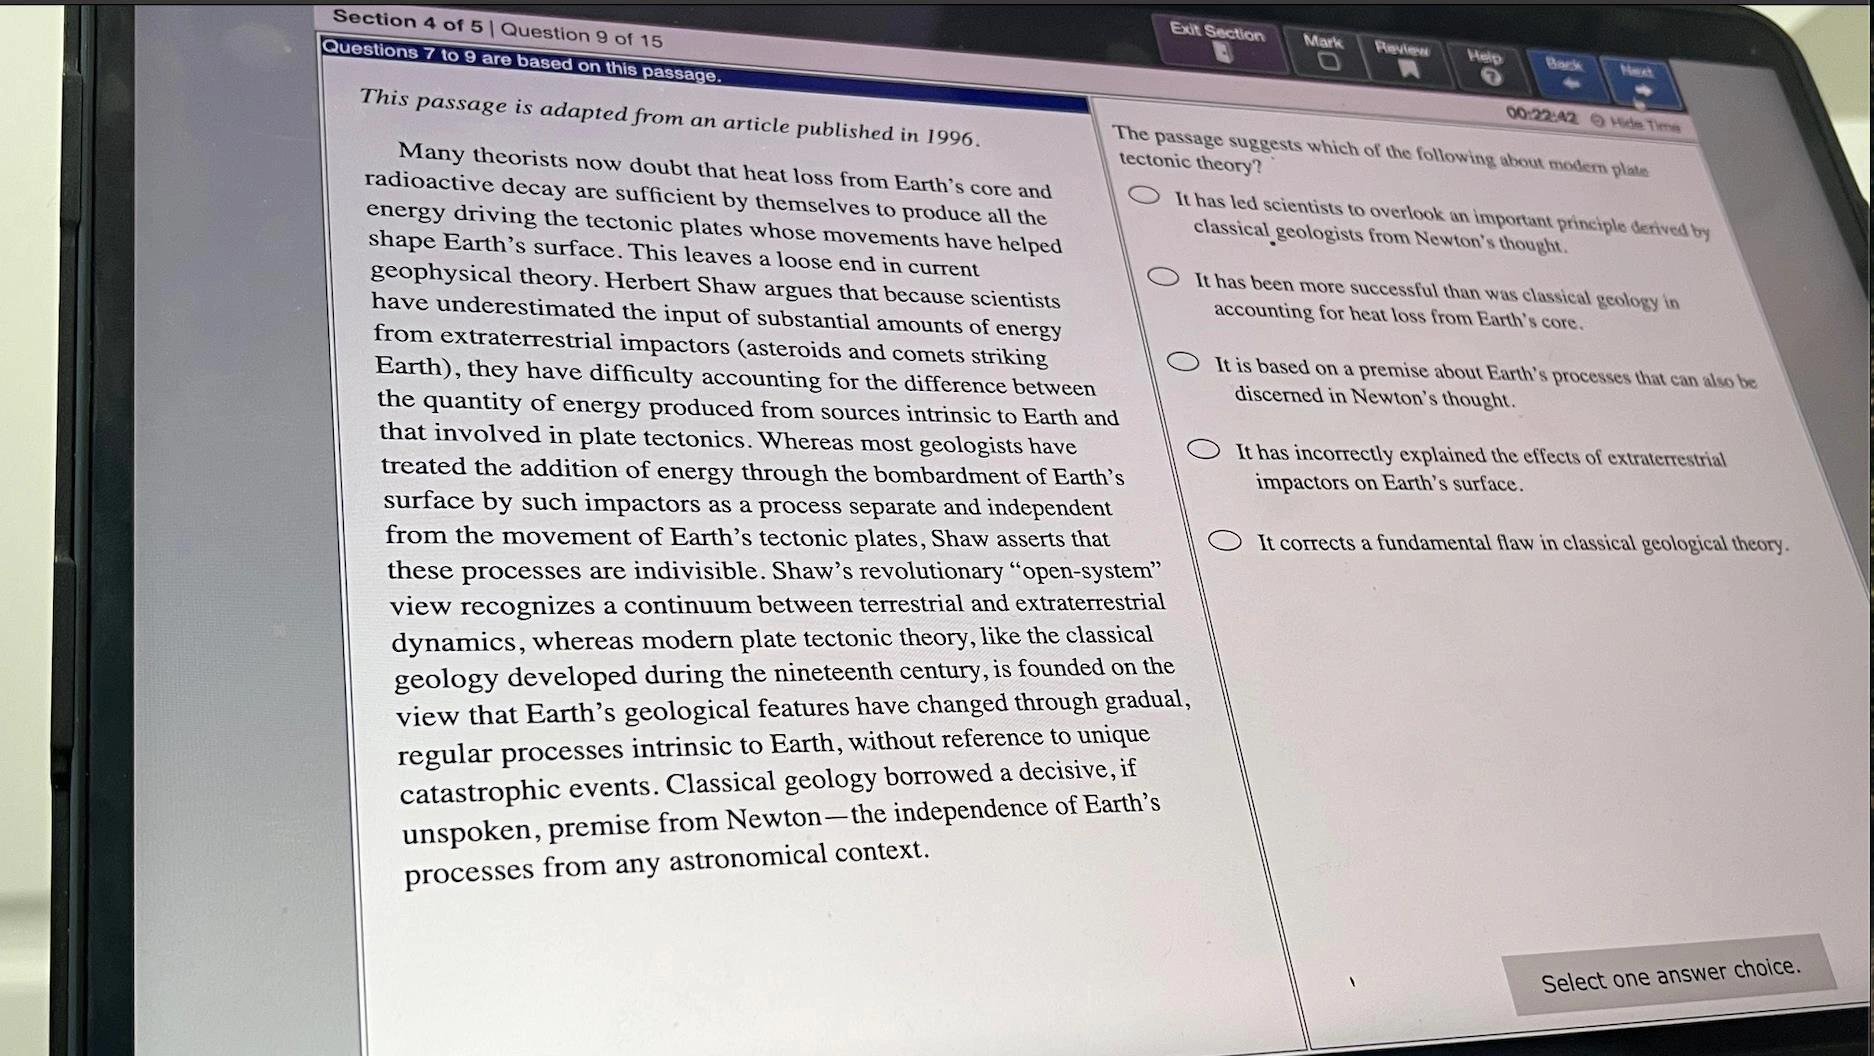 Section 4 of 5 | Question 9 of 15
Exit Section
Mark
Review
Help
Back
Next
Questions 7 to 9 are based on this passage.
00:22:42 Hide Time
This passage is adapted from an article published in 1996.
Many theorists now doubt that heat loss from Earth's core and
radioactive decay are sufficient by themselves to produce all the
energy driving the tectonic plates whose movements have helped
shape Earth's surface. This leaves a loose end in current
geophysical theory. Herbert Shaw argues that because scientists
have underestimated the input of substantial amounts of energy
from extraterrestrial impactors (asteroids and comets striking
Earth), they have difficulty accounting for the difference between
the quantity of energy produced from sources intrinsic to Earth and
that involved in plate tectonics. Whereas most geologists have
treated the addition of energy through the bombardment of Earth's
surface by such impactors as a process separate and independent
from the movement of Earth's tectonic plates, Shaw asserts that
these processes are indivisible. Shaw's revolutionary “open-system”
view recognizes a continuum between terrestrial and extraterrestrial
dynamics, whereas modern plate tectonic theory, like the classical
geology developed during the nineteenth century, is founded on the
view that Earth's geological features have changed through gradual,
regular processes intrinsic to Earth, without reference to unique
catastrophic events. Classical geology borrowed a decisive, if
unspoken, premise from Newton—the independence of Earth's
processes from any astronomical context.
The passage suggests which of the following about modern plate
tectonic theory?
It has led scientists to overlook an important principle derived by
classical geologists from Newton's thought.
It has been more successful than was classical geology in
accounting for heat loss from Earth's core.
It is based on a premise about Earth's processes that can also be
discerned in Newton's thought.
It has incorrectly explained the effects of extraterrestrial
impactors on Earth's surface.
It corrects a fundamental flaw in classical geological theory.
Select one answer choice.